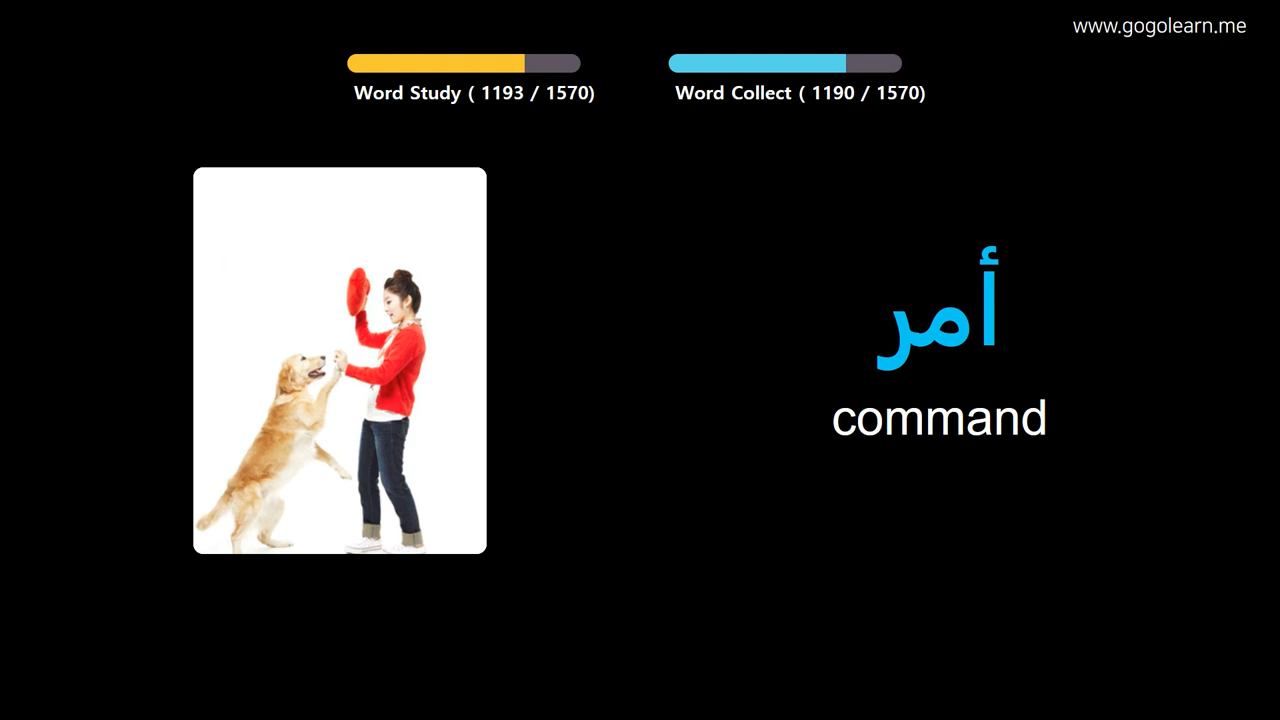 www.gogolearn.me
Word Study ( 1193 / 1570)
Word Collect ( 1190 / 1570)
أمر
command